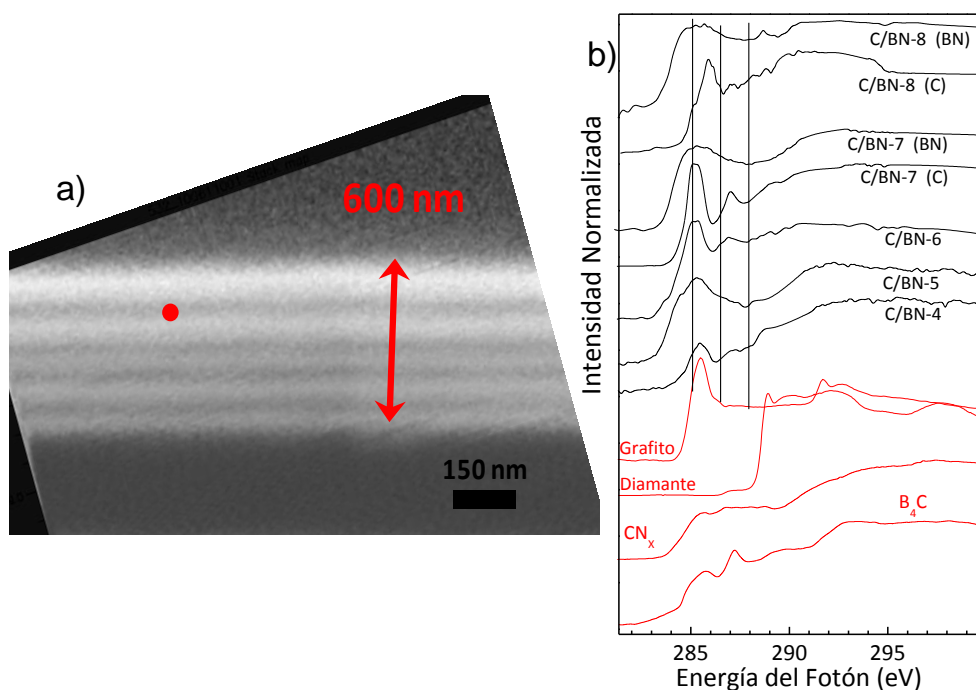 a)
600 nm
150 nm
b)
Intensidad Normalizada
C/BN-8 (BN)
C/BN-8 (C)
C/BN-7 (BN)
C/BN-7 (C)
C/BN-6
C/BN-5
C/BN-4
Grafito
Diamante
CNₓ
B₄C
285
290
295
Energía del Fotón (eV)